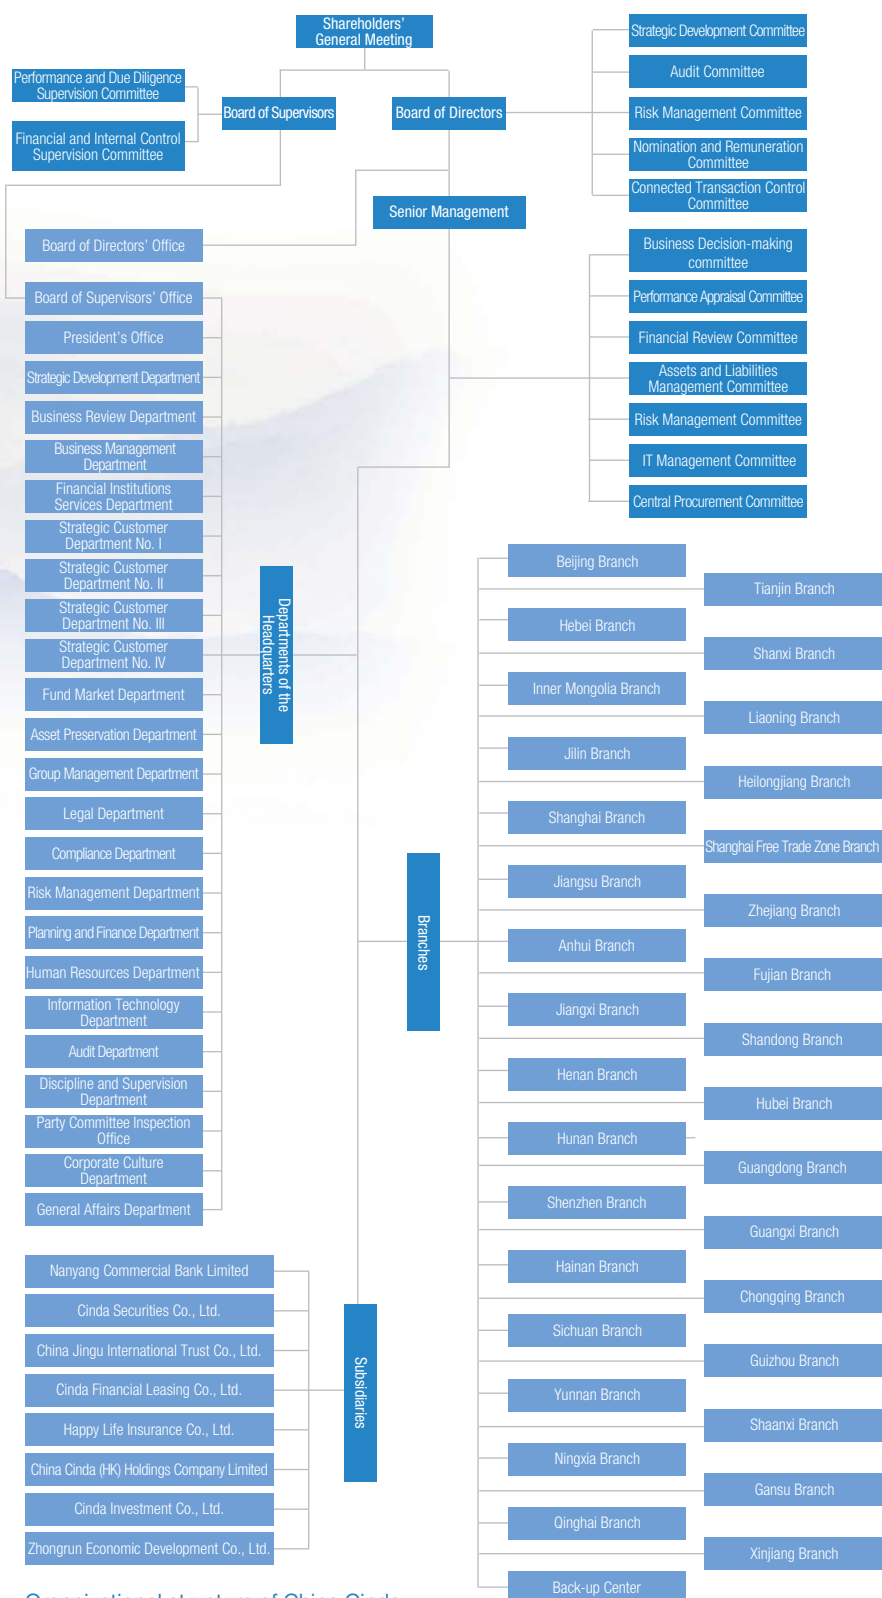 Shareholders'
General Meeting
Performance and Due Diligence
Supervision Committee
Financial and Internal Control
Supervision Committee
Board of Supervisors
Board of Directors
Strategic Development Committee
Audit Committee
Risk Management Committee
Nomination and Remuneration
Committee
Connected Transaction Control
Committee
Senior Management
Business Decision-making
committee
Performance Appraisal Committee
Financial Review Committee
Assets and Liabilities
Management Committee
Risk Management Committee
IT Management Committee
Central Procurement Committee
Board of Directors' Office
Board of Supervisors' Office
President's Office
Strategic Development Department
Business Review Department
Business Management
Department
Financial Institutions
Services Department
Strategic Customer
Department No. I
Strategic Customer
Department No. II
Strategic Customer
Department No. III
Strategic Customer
Department No. IV
Fund Market Department
Asset Preservation Department
Group Management Department
Legal Department
Compliance Department
Risk Management Department
Planning and Finance Department
Human Resources Department
Information Technology
Department
Audit Department
Discipline and Supervision
Department
Party Committee Inspection
Office
Corporate Culture
Department
General Affairs Department
Departments of the
Headquarters
Branches
Beijing Branch
Tianjin Branch
Hebei Branch
Shanxi Branch
Inner Mongolia Branch
Liaoning Branch
Jilin Branch
Heilongjiang Branch
Shanghai Branch
Shanghai Free Trade Zone Branch
Jiangsu Branch
Zhejiang Branch
Anhui Branch
Fujian Branch
Jiangxi Branch
Shandong Branch
Henan Branch
Hubei Branch
Hunan Branch
Guangdong Branch
Shenzhen Branch
Guangxi Branch
Hainan Branch
Chongqing Branch
Sichuan Branch
Guizhou Branch
Yunnan Branch
Shaanxi Branch
Ningxia Branch
Gansu Branch
Qinghai Branch
Xinjiang Branch
Back-up Center
Subsidiaries
Nanyang Commercial Bank Limited
Cinda Securities Co., Ltd.
China Jingu International Trust Co., Ltd.
Cinda Financial Leasing Co., Ltd.
Happy Life Insurance Co., Ltd.
China Cinda (HK) Holdings Company Limited
Cinda Investment Co., Ltd.
Zhongrun Economic Development Co., Ltd.
Organizational structure of China Cinda